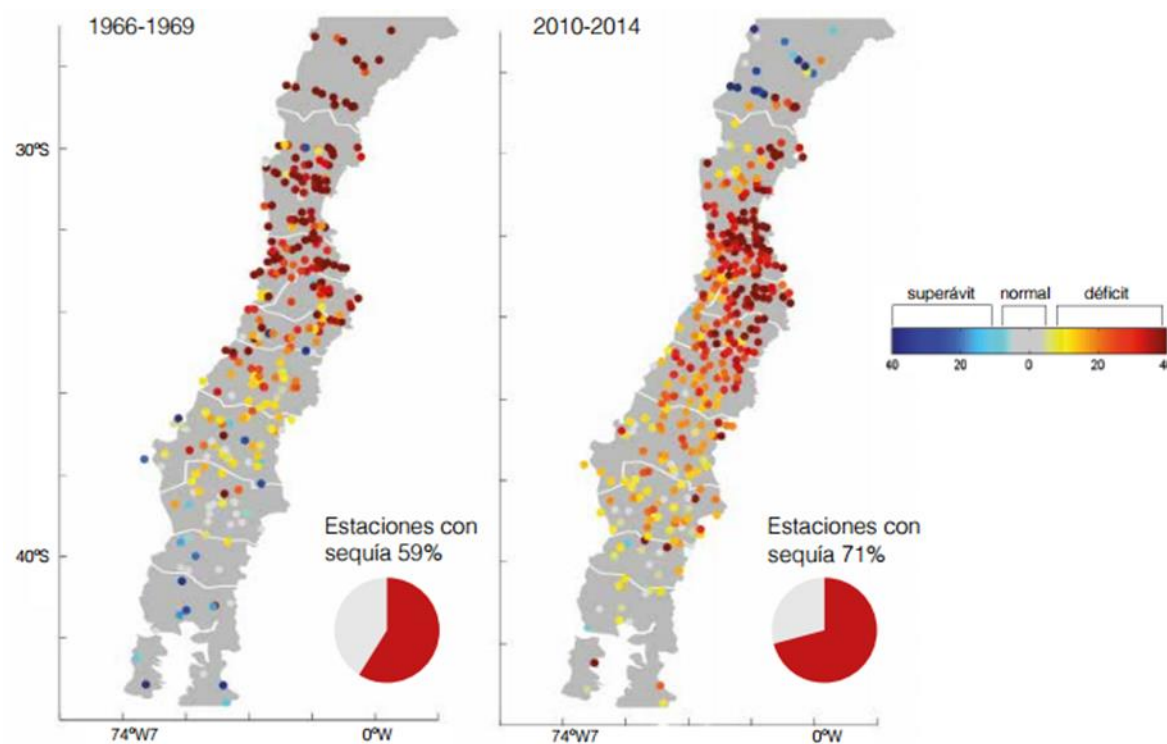 1966-1969
2010-2014
30ºS
superávit
normal
déficit
40
20
0
20
40
Estaciones con
sequía 59%
Estaciones con
sequía 71%
40ºS
74ºW7
0ºW
74ºW7
0ºW